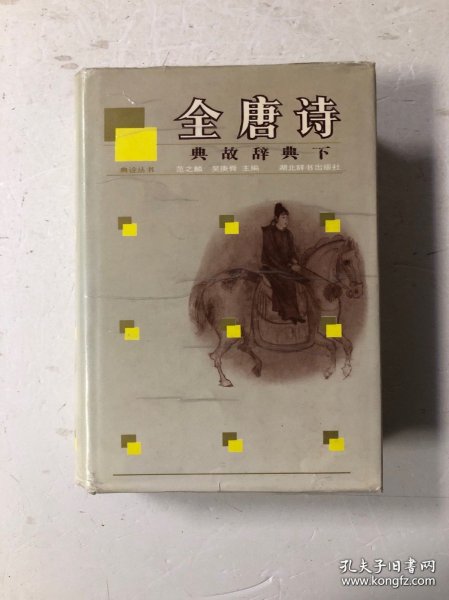 全唐诗
典故辞典 下
典诠丛书 范之麟 吴庚舜 主编 湖北辞书出版社
孔夫子旧书网
www.kongfz.com